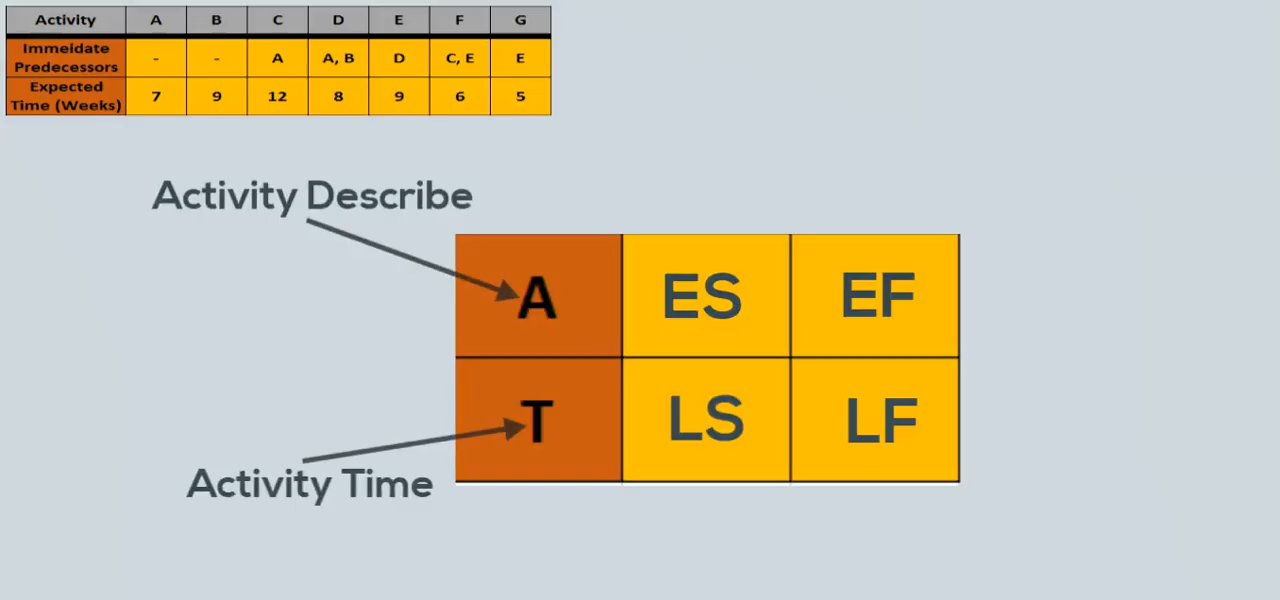 Activity A B C D E F G
Immeidate
Predecessors - - A A, B D C, E E
Expected
Time (Weeks) 7 9 12 8 9 6 5
Activity Describe
A ES EF
T LS LF
Activity Time